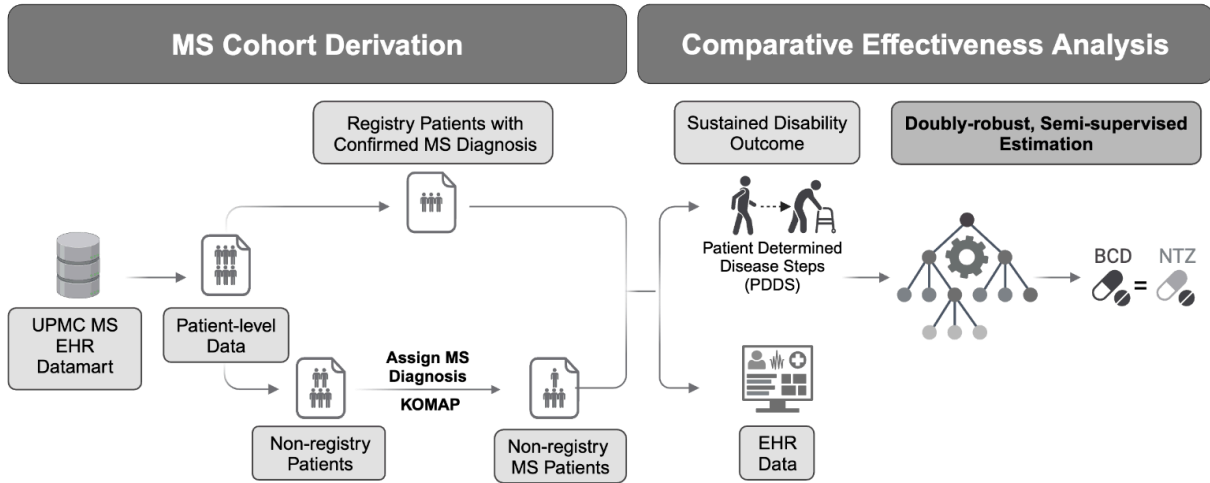 MS Cohort Derivation
Comparative Effectiveness Analysis
Registry Patients with
Confirmed MS Diagnosis
Sustained Disability
Outcome
Doubly-robust, Semi-supervised
Estimation
UPMC MS
EHR
Datamart
Patient-level
Data
Assign MS
Diagnosis
KOMAP
Non-registry
Patients
Non-registry
MS Patients
Patient Determined
Disease Steps
(PDDS)
EHR
Data
BCD
=
NTZ